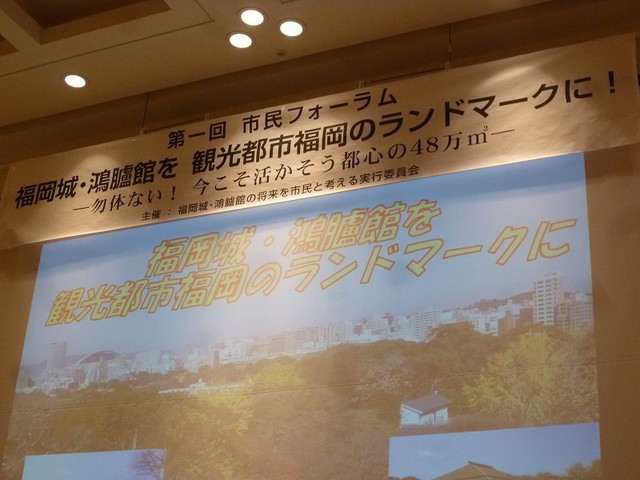 第一回 市民フォーラム
福岡城・鴻臚館を 観光都市福岡のランドマークに！
―勿体ない！ 今こそ活かそう都心の48万㎡―
主催：福岡城・鴻臚館の将来を市民と考える実行委員会
福岡城・鴻臚館を
観光都市福岡のランドマークに